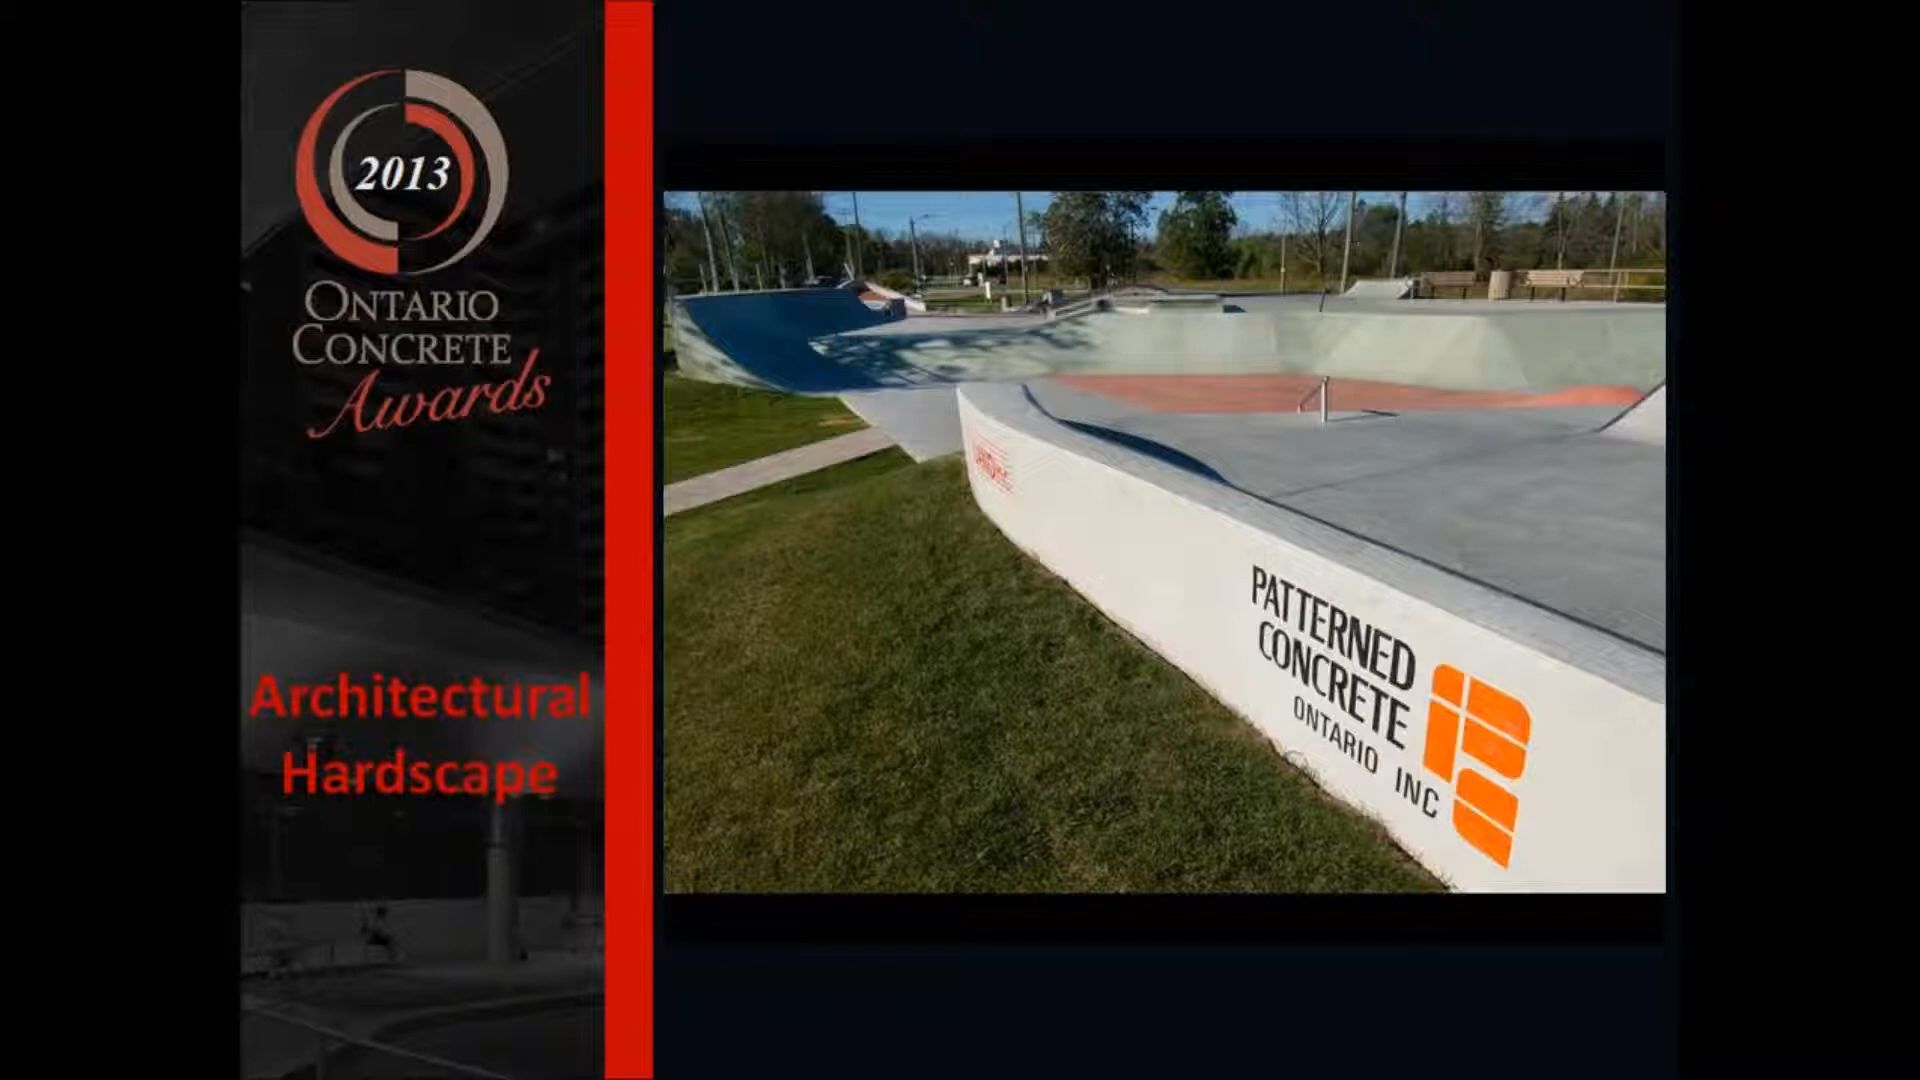 2013
ONTARIO
CONCRETE
Awards
Architectural
Hardscape
PATTERNED
CONCRETE
ONTARIO INC